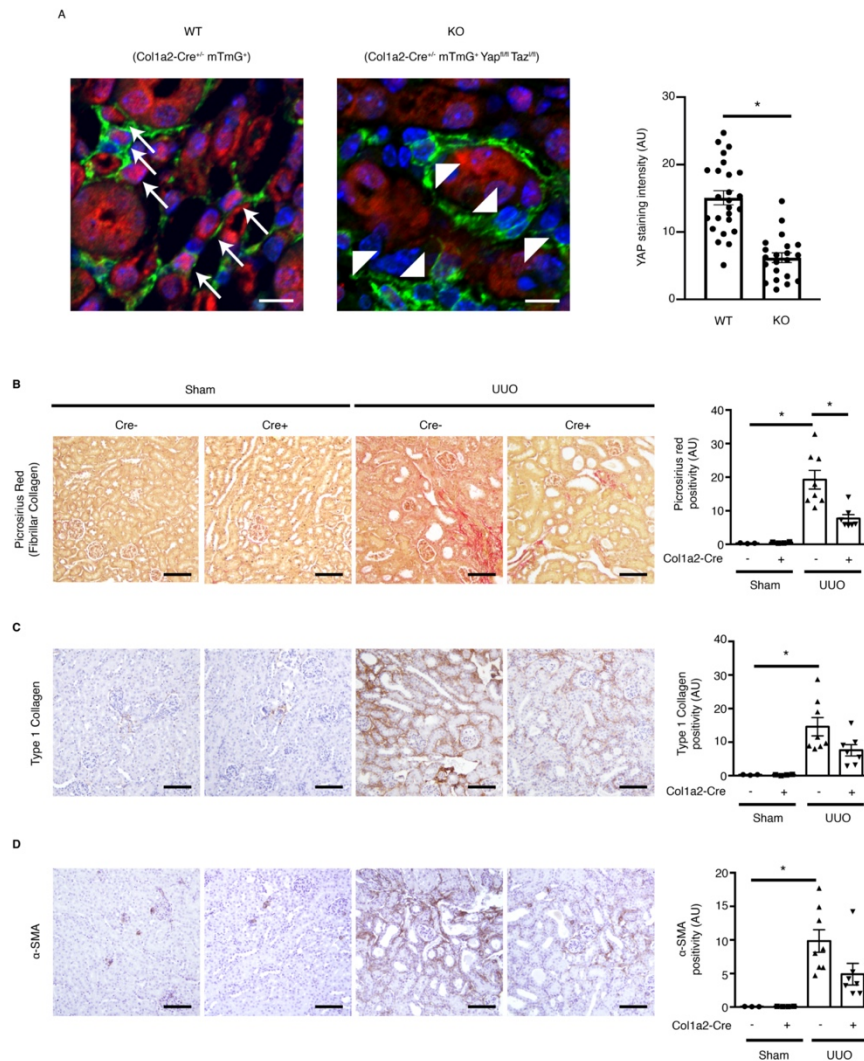 A
WT
(Col1a2-Cre+/- mTmG+)
KO
(Col1a2-Cre+/- mTmG+ Yapfl/fl Tazfl/fl)
YAP staining intensity (AU)
30
20
10
0
*
WT
KO
B
Sham
UUO
Cre-
Cre+
Cre-
Cre+
Picrosirius Red
(Fibrillar Collagen)
Picrosirius red
positivity (AU)
40
30
20
10
0
*
*
Col1a2-Cre
-
+
-
+
Sham
UUO
C
Type 1 Collagen
Type 1 Collagen
positivity (AU)
40
30
20
10
0
*
Col1a2-Cre
-
+
-
+
Sham
UUO
D
α-SMA
α-SMA
positivity (AU)
20
15
10
5
0
*
Col1a2-Cre
-
+
-
+
Sham
UUO